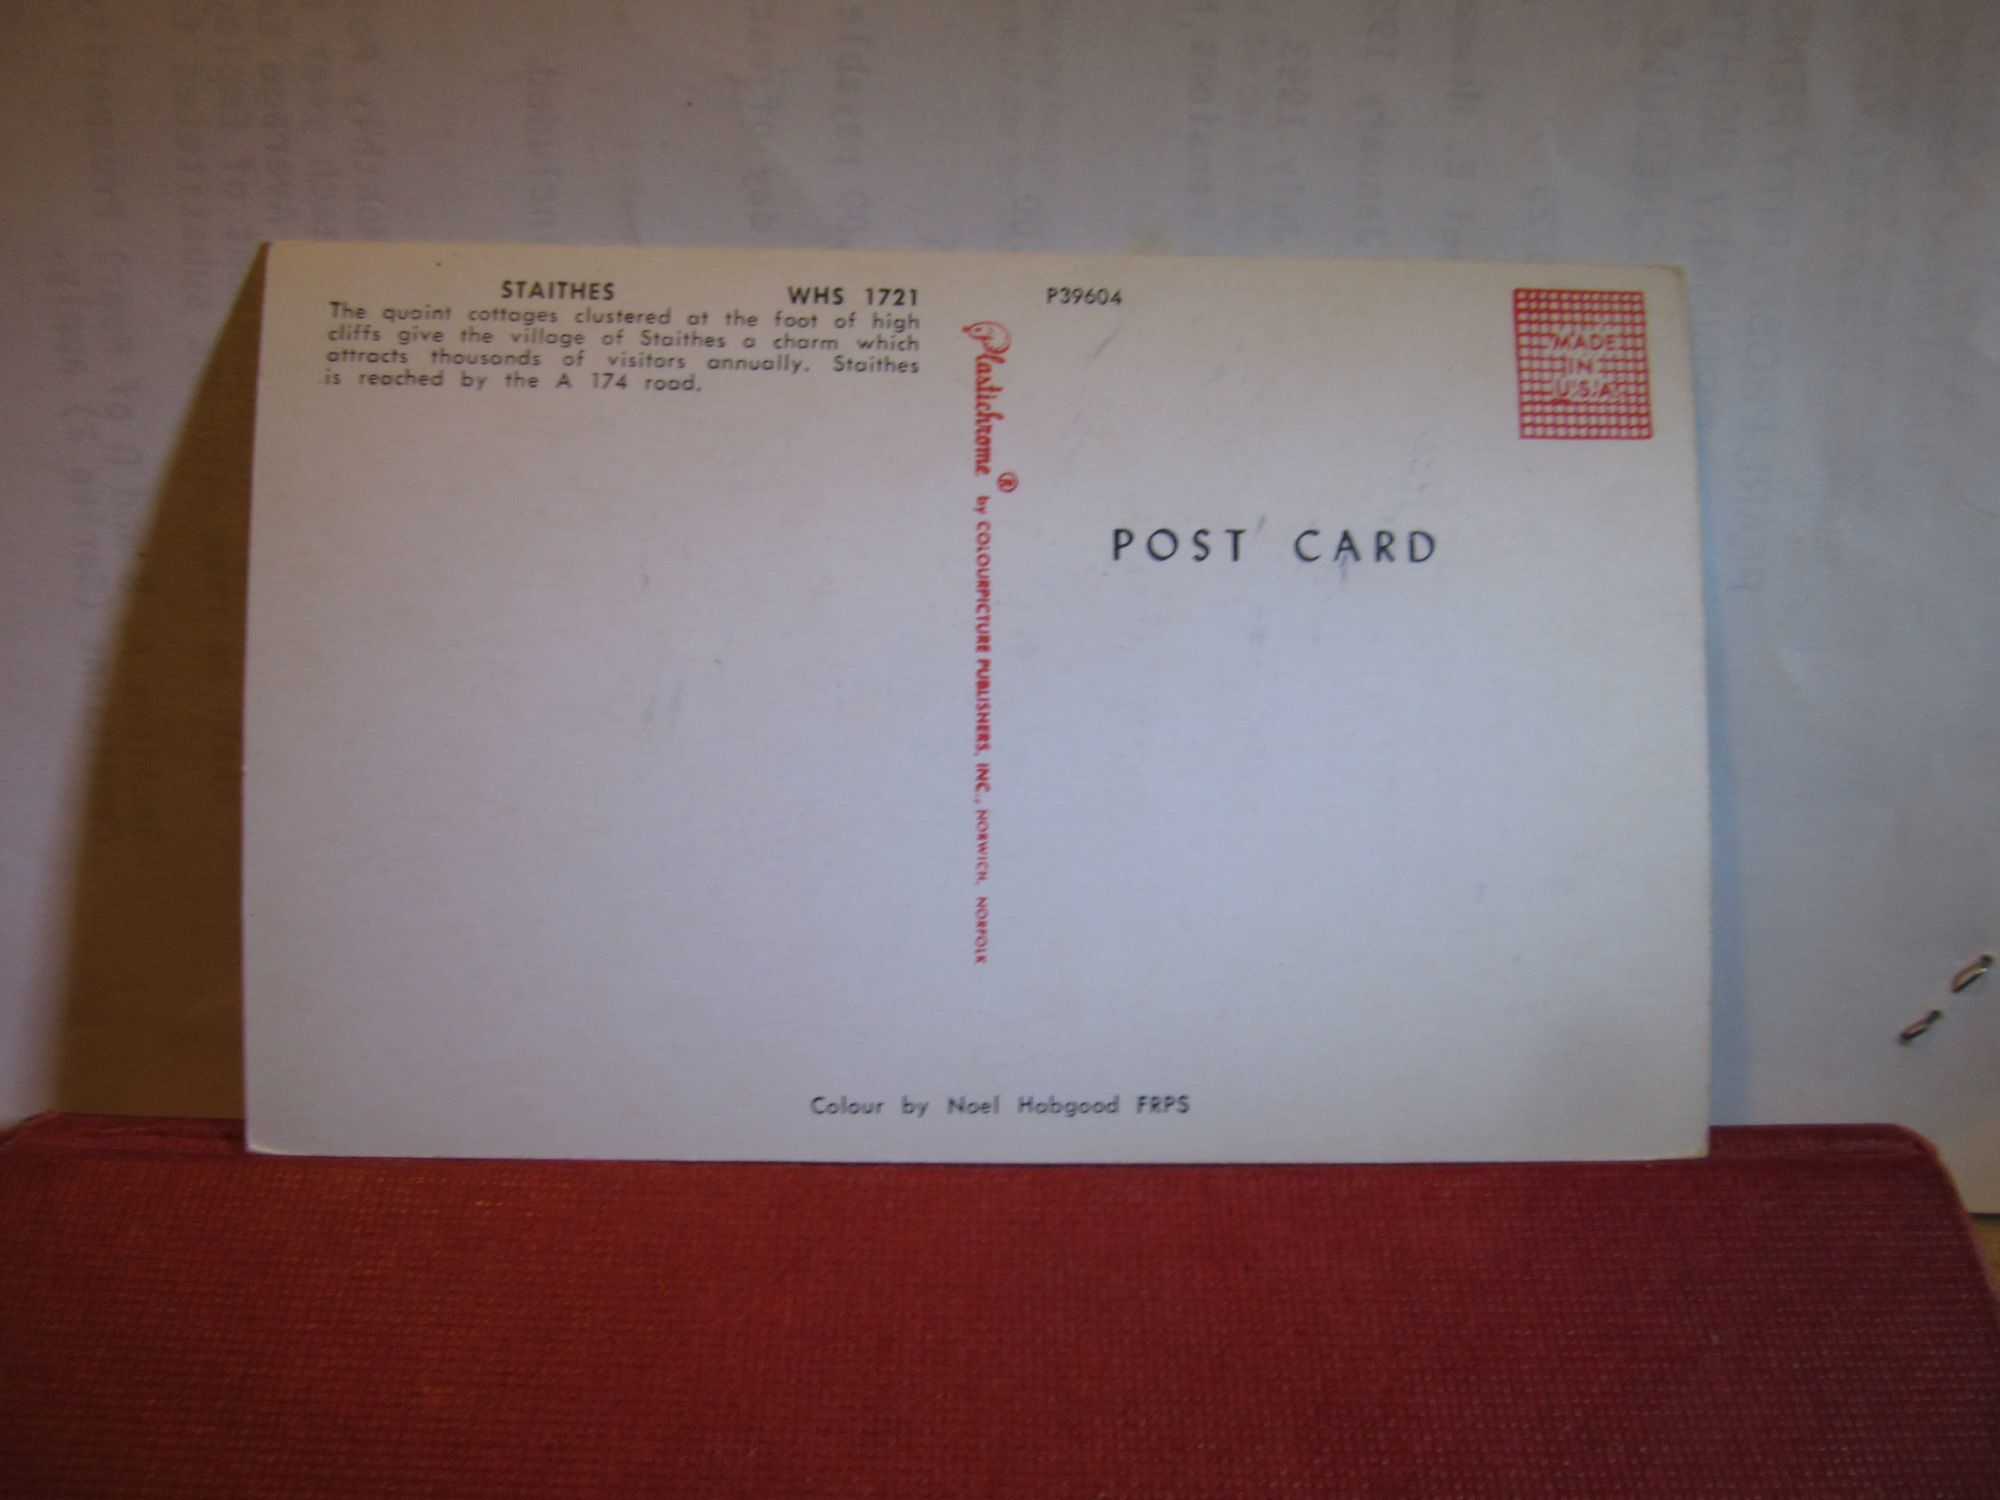 STAITHES WHS 1721
The quaint cottages clustered at the foot of high
cliffs give the village of Staithes a charm which
attracts thousands of visitors annually. Staithes
is reached by the A 174 road.
P39604
MADE
IN
U.S.A.
Plastichrome ® by COLOURPICTURE PUBLISHERS, INC., NORWICH, NORFOLK
POST CARD
Colour by Noel Habgood FRPS